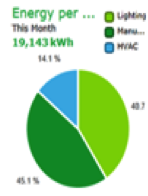 Energy per ...
This Month
19,143 kWh
Lighting
Manu...
HVAC
14.1 %
40.7
45.1 %